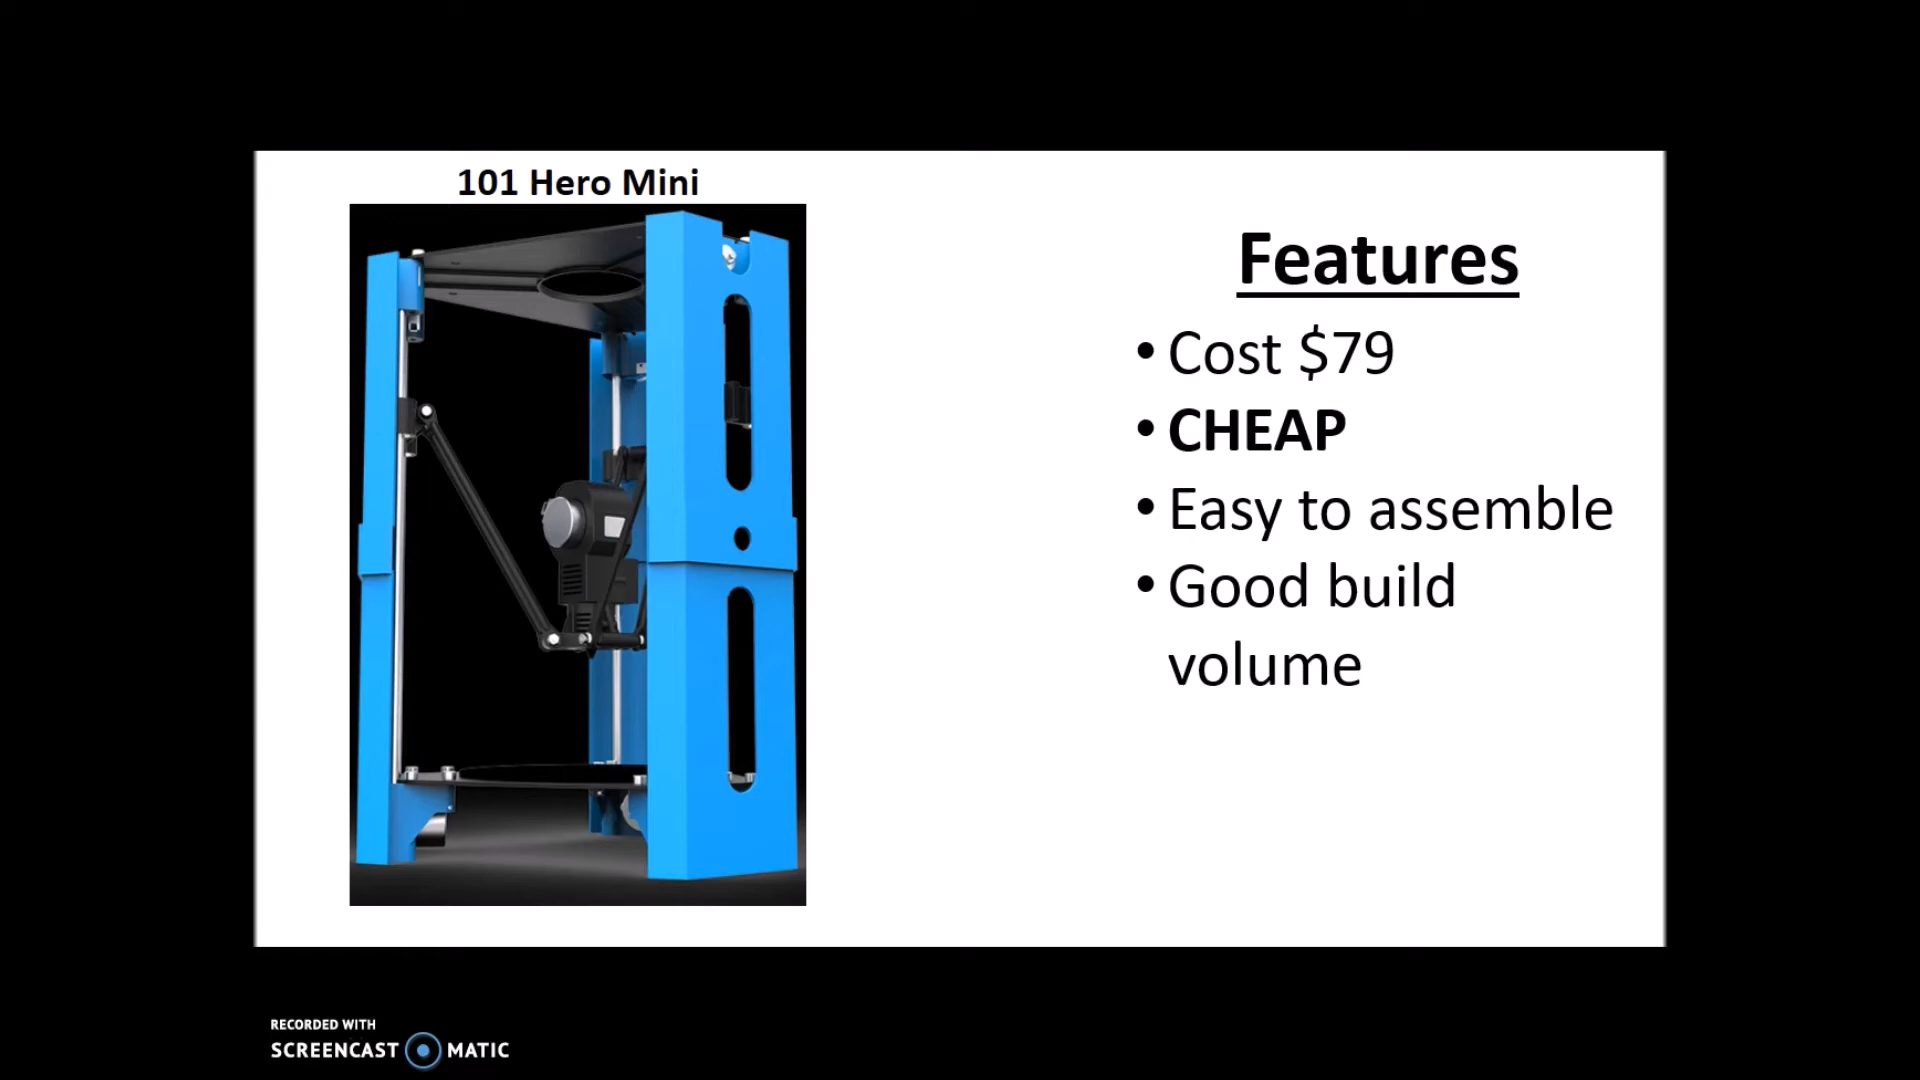 101 Hero Mini
Features
• Cost $79
• CHEAP
• Easy to assemble
• Good build
volume
RECORDED WITH
SCREENCAST MATIC